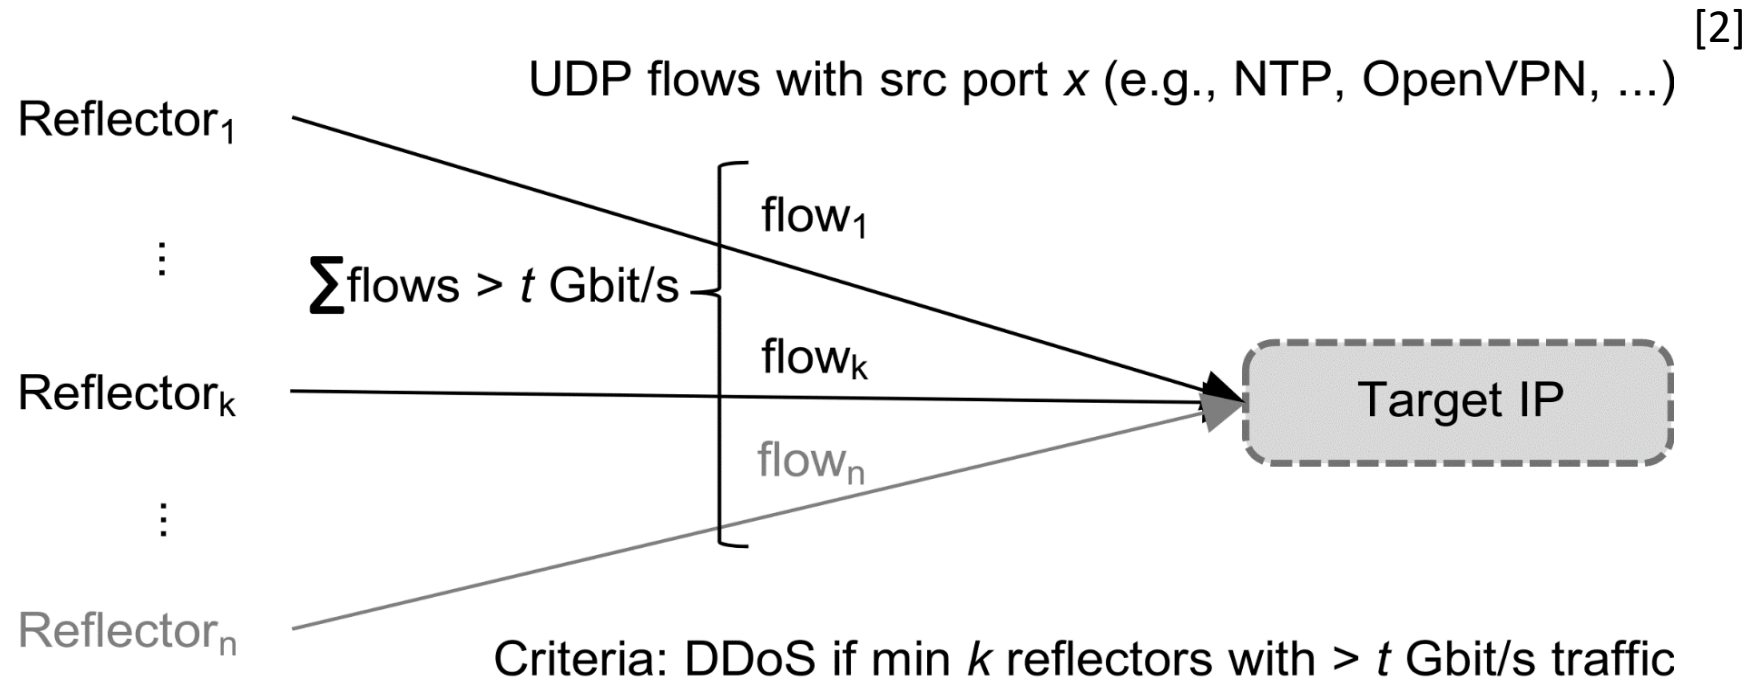 [2]
UDP flows with src port x (e.g., NTP, OpenVPN, ...)
Reflector₁
flow₁
⋮
∑flows > t Gbit/s
flowₖ
Reflectorₖ
Target IP
flowₙ
⋮
Reflectorₙ
Criteria: DDoS if min k reflectors with > t Gbit/s traffic